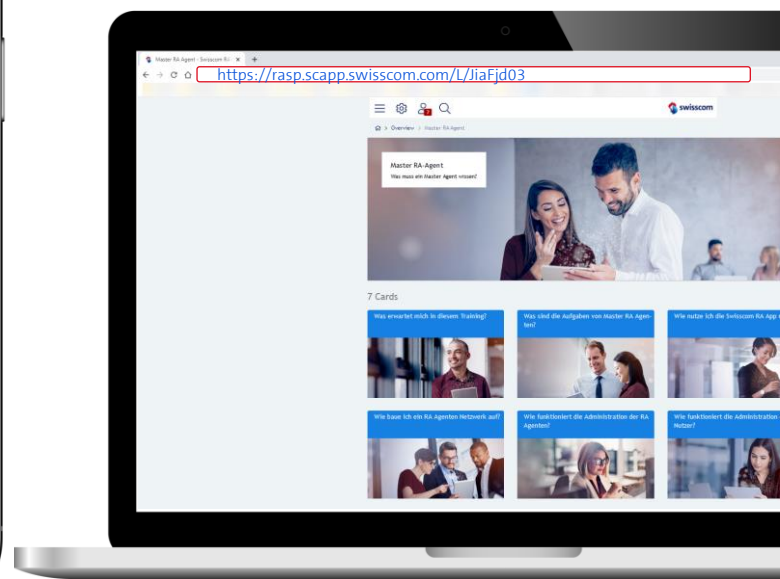 Master RA Agent - Swisscom RA
https://rasp.scapp.swisscom.com/L/JiaFjd03
7
swisscom
Overview > Master RA Agent
Master RA-Agent
Was muss ein Master Agent wissen?
7 Cards
Was erwartet mich in diesem Training?
Was sind die Aufgaben von Master RA Agen-
ten?
Wie nutze ich die Swisscom RA App
Wie baue ich ein RA Agenten Netzwerk auf?
Wie funktioniert die Administration der RA
Agenten?
Wie funktioniert die Administration
Nutzer?